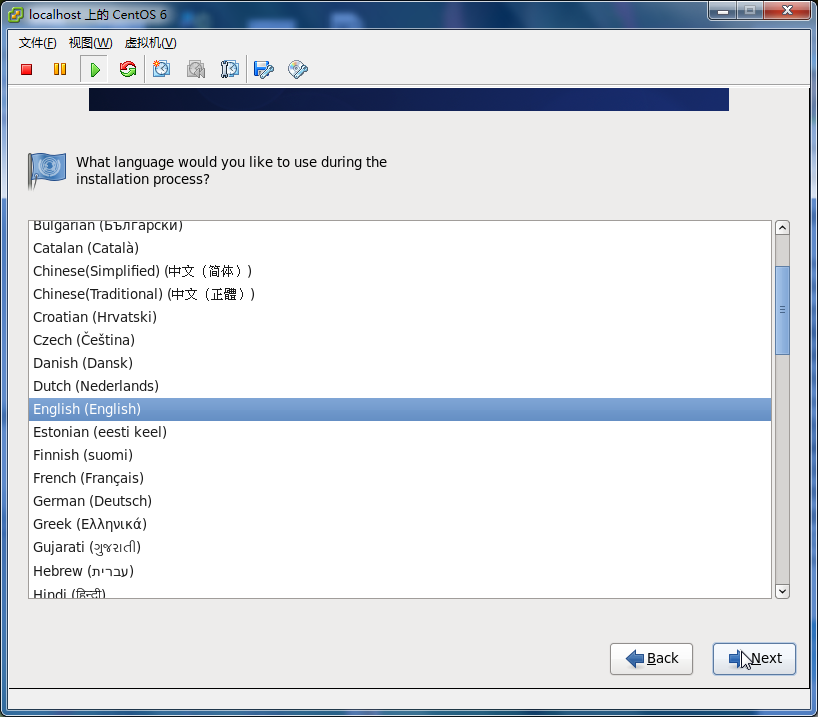 localhost 上的 CentOS 6
文件(F) 视图(W) 虚拟机(V)
What language would you like to use during the
installation process?
Bulgarian (Български)
Catalan (Català)
Chinese(Simplified) (中文（简体）)
Chinese(Traditional) (中文（正體）)
Croatian (Hrvatski)
Czech (Čeština)
Danish (Dansk)
Dutch (Nederlands)
English (English)
Estonian (eesti keel)
Finnish (suomi)
French (Français)
German (Deutsch)
Greek (Ελληνικά)
Gujarati (ગુજરાતી)
Hebrew (עברית)
Hindi (हिन्दी)
Back Next